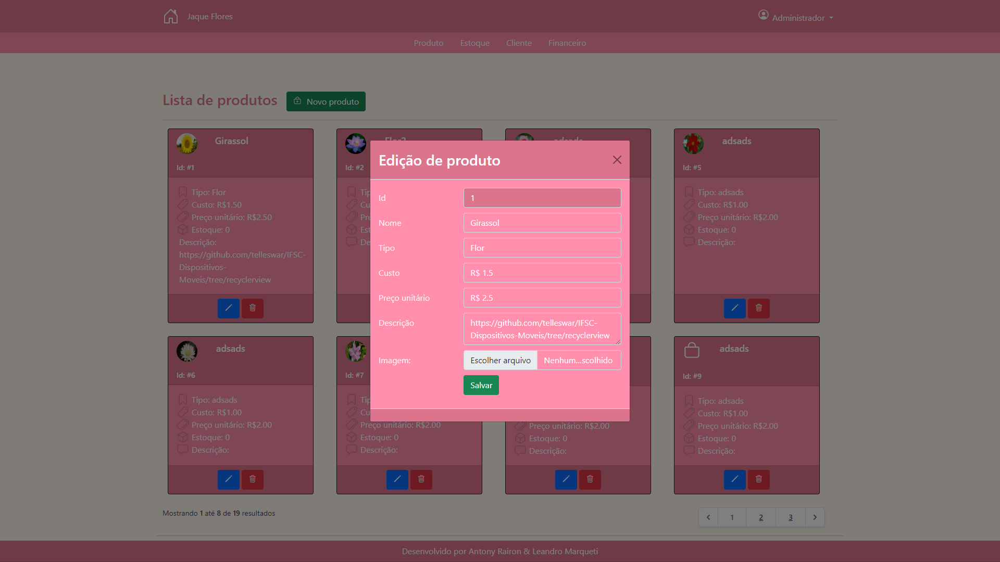 Jaque Flores
Administrador
Produto Estoque Cliente Financeiro
Lista de produtos
Novo produto
Girassol
Id: #1
Tipo: Flor
Custo: R$1.50
Preço unitário: R$2.50
Estoque: 0
Descrição:
https://github.com/telleswar/IFSC-
Dispositivos-
Moveis/tree/recyclerview
Id: #2
adsads
Id: #5
Tipo: adsads
Custo: R$1.00
Preço unitário: R$2.00
Estoque: 0
Descrição:
Edição de produto
Id 1
Nome Girassol
Tipo Flor
Custo R$ 1.5
Preço unitário R$ 2.5
Descrição https://github.com/telleswar/IFSC-
Dispositivos-Moveis/tree/recyclerview
Imagem: Escolher arquivo Nenhum...scolhido
Salvar
adsads
Id: #6
Tipo: adsads
Custo: R$1.00
Preço unitário: R$2.00
Estoque: 0
Descrição:
Id: #7
Preço unitário: R$2.00
Estoque: 0
Descrição:
Preço unitário: R$2.00
Estoque: 0
Descrição:
adsads
Id: #9
Tipo: adsads
Custo: R$1.00
Preço unitário: R$2.00
Estoque: 0
Descrição:
Mostrando 1 até 8 de 19 resultados
1 2 3
Desenvolvido por Antony Rairon & Leandro Marqueti